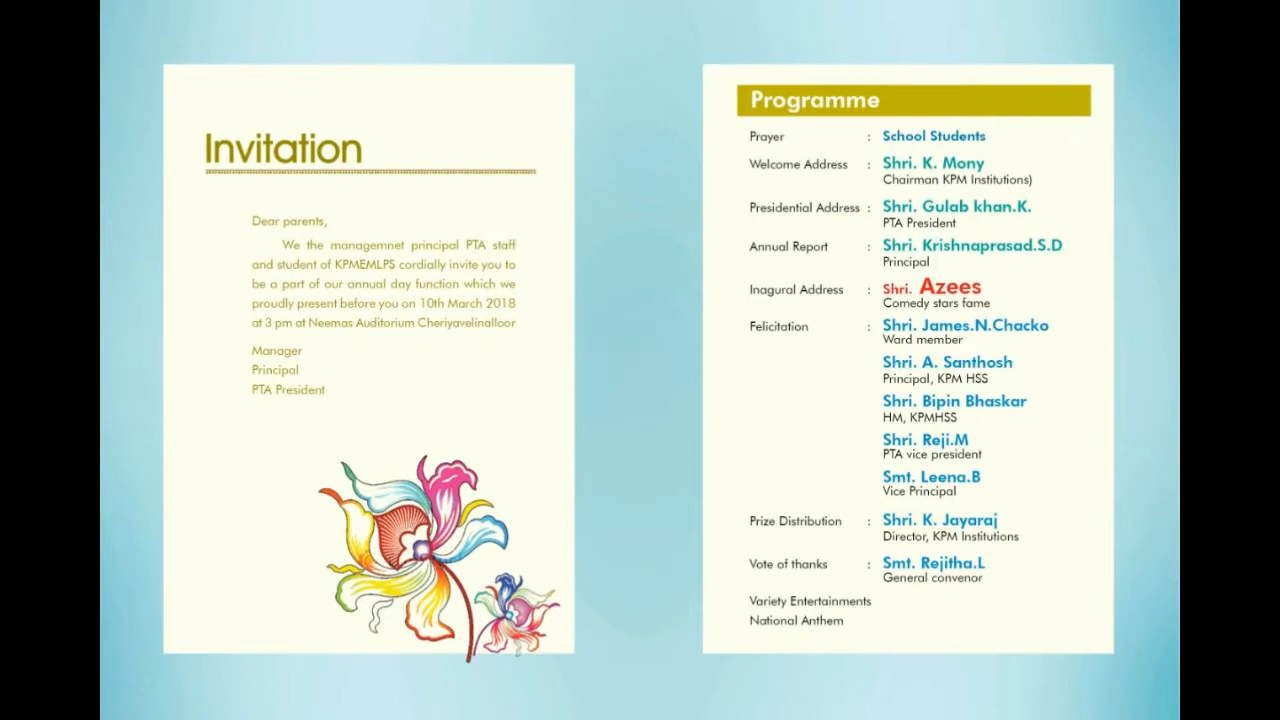 Invitation
Dear parents,
We the managemnet principal PTA staff
and student of KPMEMLPS cordially invite you to
be a part of our annual day function which we
proudly present before you on 10th March 2018
at 3 pm at Neemas Auditorium Cheriyavelinalloor
Manager
Principal
PTA President
Programme
Prayer : School Students
Welcome Address : Shri. K. Mony
Chairman KPM Institutions)
Presidential Address : Shri. Gulab khan.K.
PTA President
Annual Report : Shri. Krishnaprasad.S.D
Principal
Inagural Address : Shri. Azees
Comedy stars fame
Felicitation : Shri. James.N.Chacko
Ward member
Shri. A. Santhosh
Principal, KPM HSS
Shri. Bipin Bhaskar
HM, KPMHSS
Shri. Reji.M
PTA vice president
Smt. Leena.B
Vice Principal
Prize Distribution : Shri. K. Jayaraj
Director, KPM Institutions
Vote of thanks : Smt. Rejitha.L
General convenor
Variety Entertainments
National Anthem